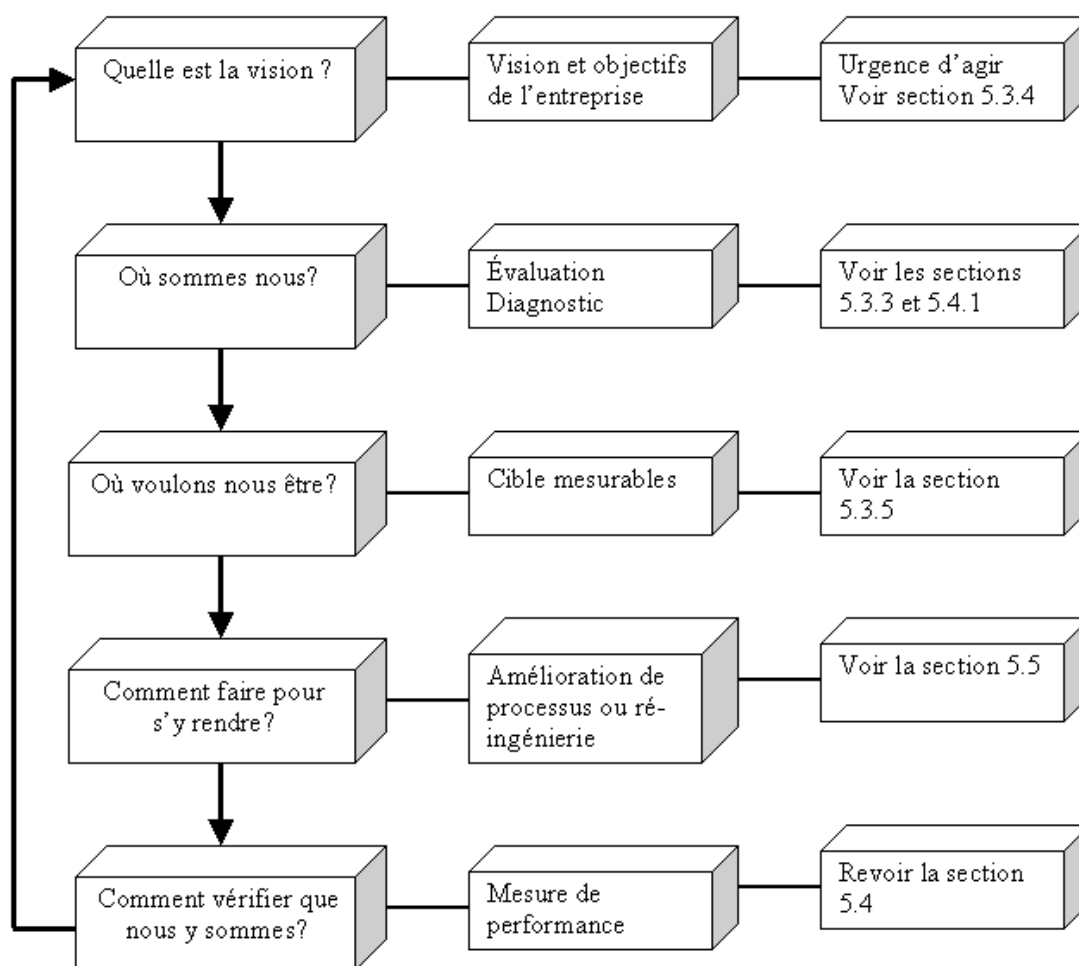 Quelle est la vision ?
Vision et objectifs
de l'entreprise
Urgence d'agir
Voir section 5.3.4
Où sommes nous?
Évaluation
Diagnostic
Voir les sections
5.3.3 et 5.4.1
Où voulons nous être?
Cible mesurables
Voir la section
5.3.5
Comment faire pour
s'y rendre?
Amélioration de
processus ou ré-
ingénierie
Voir la section 5.5
Comment vérifier que
nous y sommes?
Mesure de
performance
Revoir la section
5.4